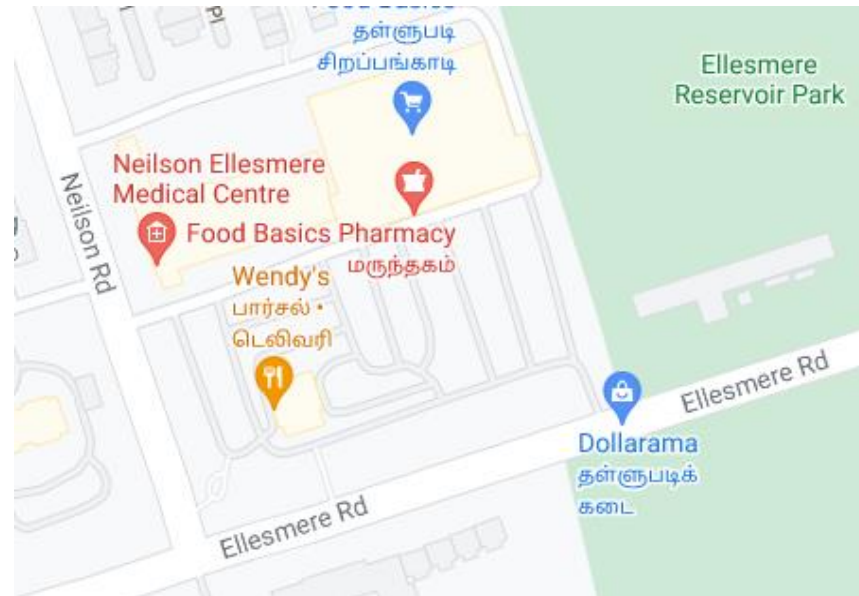 தள்ளுபடி
சிறப்பங்காடி
Ellesmere
Reservoir Park
Neilson Ellesmere
Medical Centre
Neilson Rd
Food Basics Pharmacy
மருந்தகம்
Wendy's
பார்சல் •
டெலிவரி
Ellesmere Rd
Dollarama
தள்ளுபடிக்
கடை
Ellesmere Rd